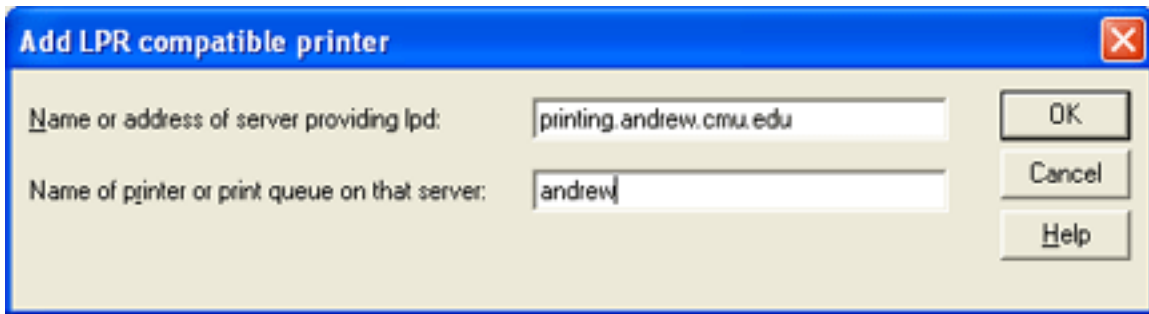 Add LPR compatible printer
Name or address of server providing lpd: printing.andrew.cmu.edu OK
Name of printer or print queue on that server: andrew Cancel
Help